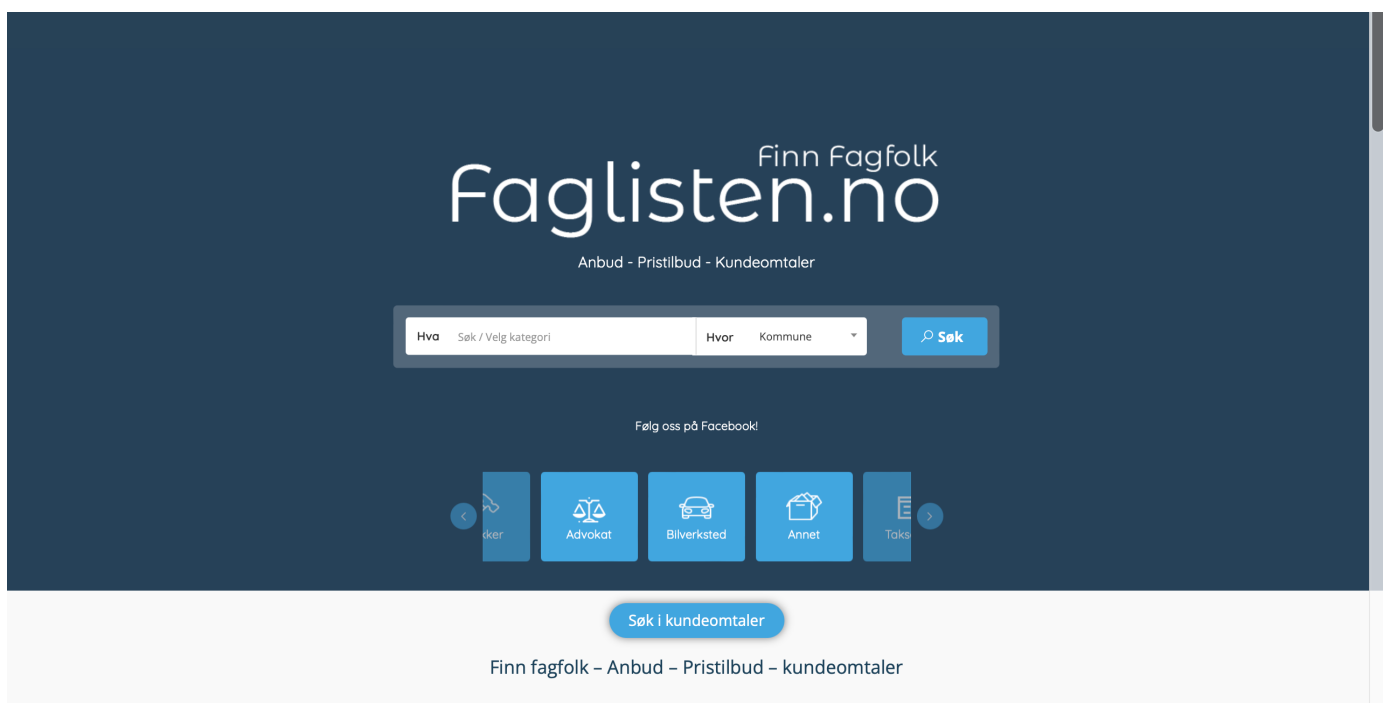 Finn Fagfolk
Faglisten.no
Anbud - Pristilbud - Kundeomtaler
Hva Søk / Velg kategori Hvor Kommune Søk
Følg oss på Facebook!
Advokat Bilverksted Annet
Søk i kundeomtaler
Finn fagfolk – Anbud – Pristilbud – kundeomtaler